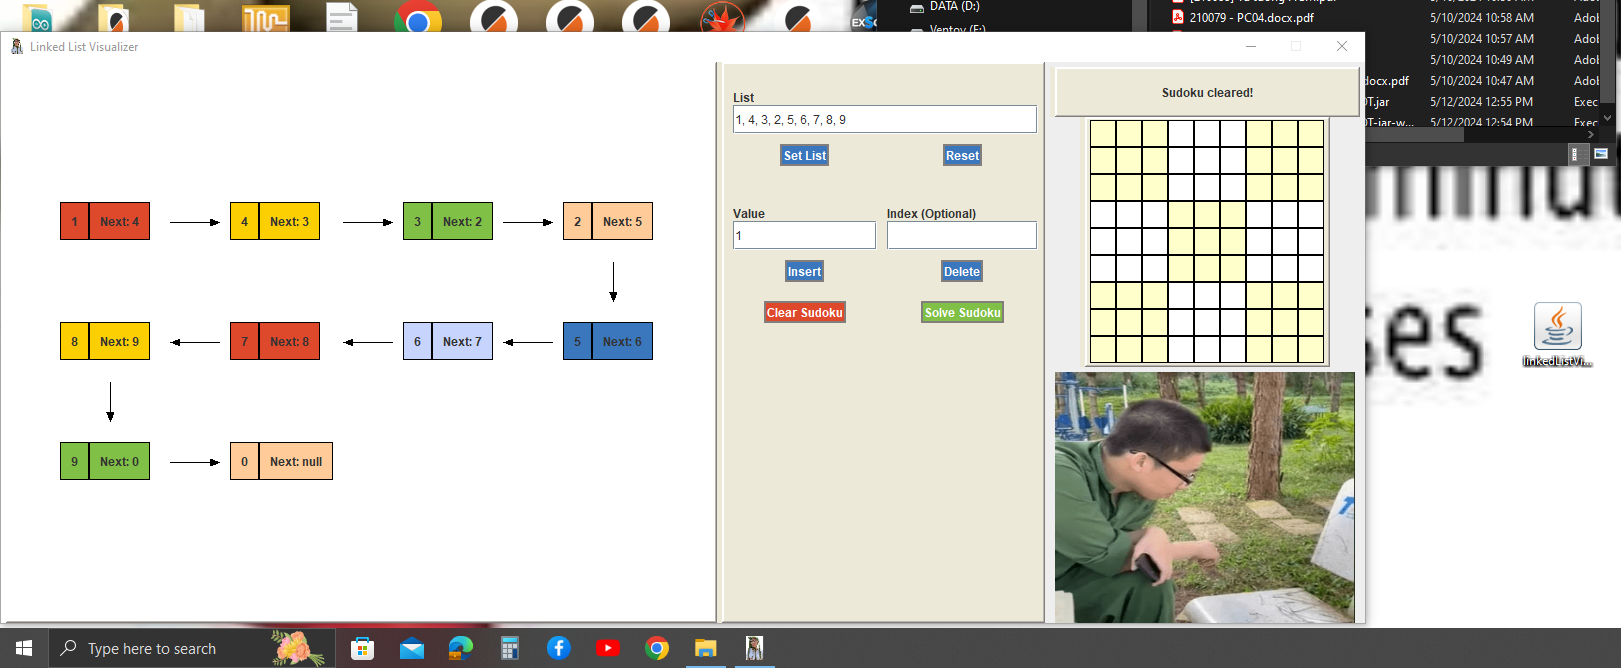 DATA (D:)
Ventoy (F:)
210079 - PC04.docx.pdf
5/10/2024 10:58 AM
Adol
5/10/2024 10:57 AM
Adol
5/10/2024 10:49 AM
Adol
docx.pdf
5/10/2024 10:47 AM
Adol
OT.jar
5/12/2024 12:55 PM
Exec
OT-jar-w...
5/12/2024 12:54 PM
Exec
Linked List Visualizer
1 Next: 4
4 Next: 3
3 Next: 2
2 Next: 5
8 Next: 9
7 Next: 8
6 Next: 7
5 Next: 6
9 Next: 0
0 Next: null
List
1, 4, 3, 2, 5, 6, 7, 8, 9
Set List
Reset
Value
Index (Optional)
1
Insert
Delete
Clear Sudoku
Solve Sudoku
Sudoku cleared!
ses
linkedListVi...
Type here to search